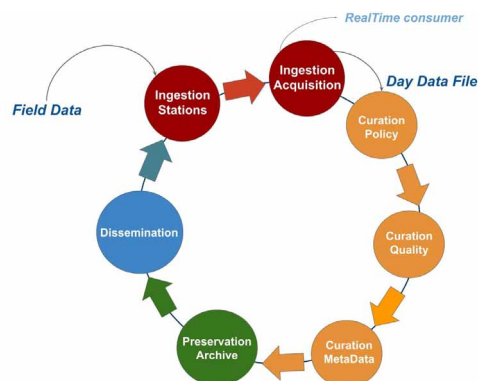 RealTime consumer
Ingestion
Acquisition
Ingestion
Stations
Day Data File
Field Data
Curation
Policy
Curation
Quality
Dissemination
Preservation
Archive
Curation
MetaData